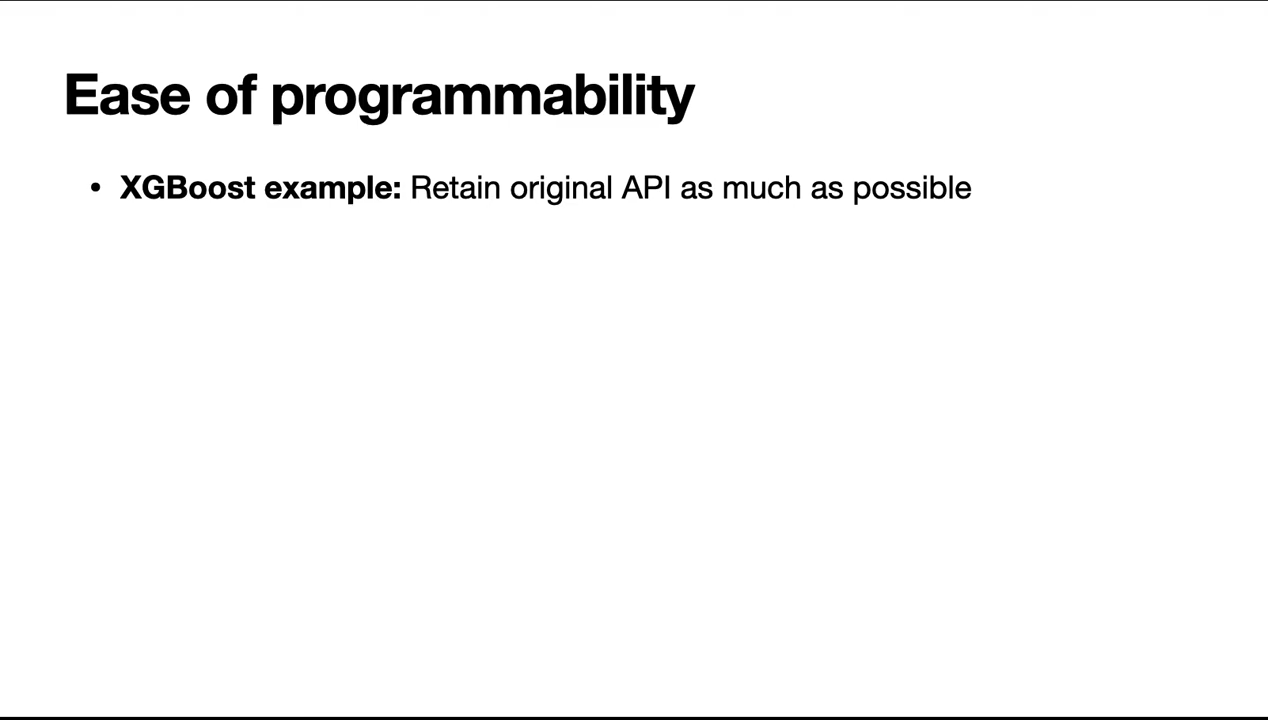 Ease of programmability
• XGBoost example: Retain original API as much as possible